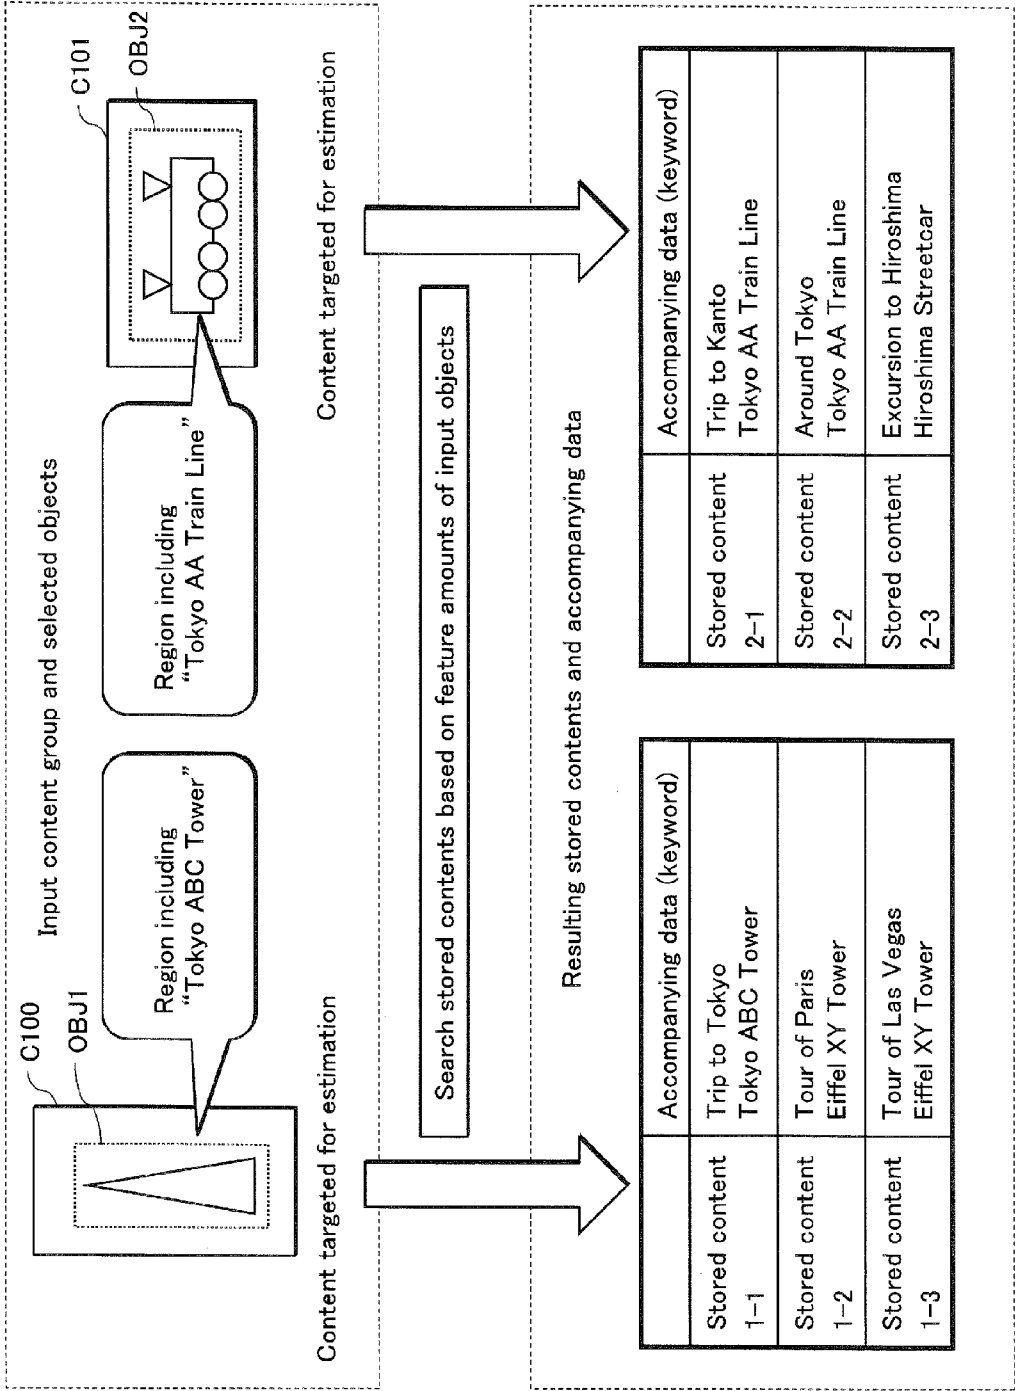 Input content group and selected objects
C100
OBJ1
Region including
“Tokyo ABC Tower”
Region including
“Tokyo AA Train Line”
C101
OBJ2
Content targeted for estimation
Content targeted for estimation
Search stored contents based on feature amounts of input objects
Resulting stored contents and accompanying data
Accompanying data (keyword)
Stored content
1-1
Trip to Tokyo
Tokyo ABC Tower
Stored content
1-2
Tour of Paris
Eiffel XY Tower
Stored content
1-3
Tour of Las Vegas
Eiffel XY Tower
Accompanying data (keyword)
Stored content
2-1
Trip to Kanto
Tokyo AA Train Line
Stored content
2-2
Around Tokyo
Tokyo AA Train Line
Stored content
2-3
Excursion to Hiroshima
Hiroshima Streetcar